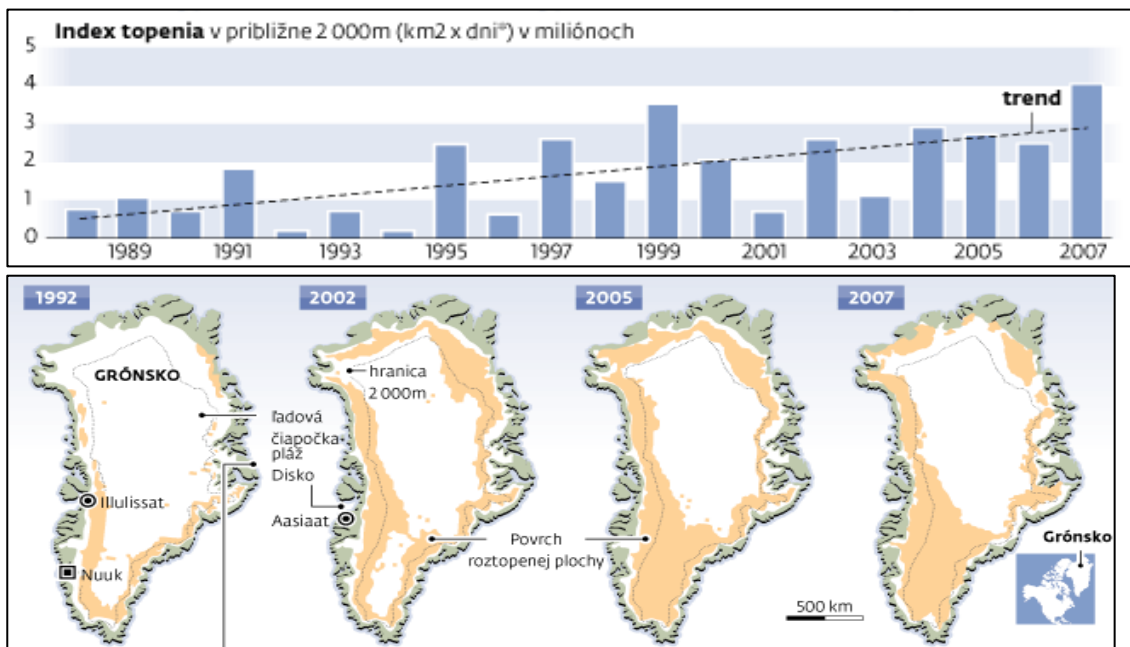 Index topenia v približne 2 000m (km2 x dni*) v miliónoch
5
4
3
2
1
0
trend
1989
1991
1993
1995
1997
1999
2001
2003
2005
2007
1992
2002
2005
2007
GRÓNSKO
hranica
2 000m
ľadová
čiapočka-
pláž
Disko
Illulissat
Aasiaat
Nuuk
Povrch
roztopenej plochy
500 km
Grónsko